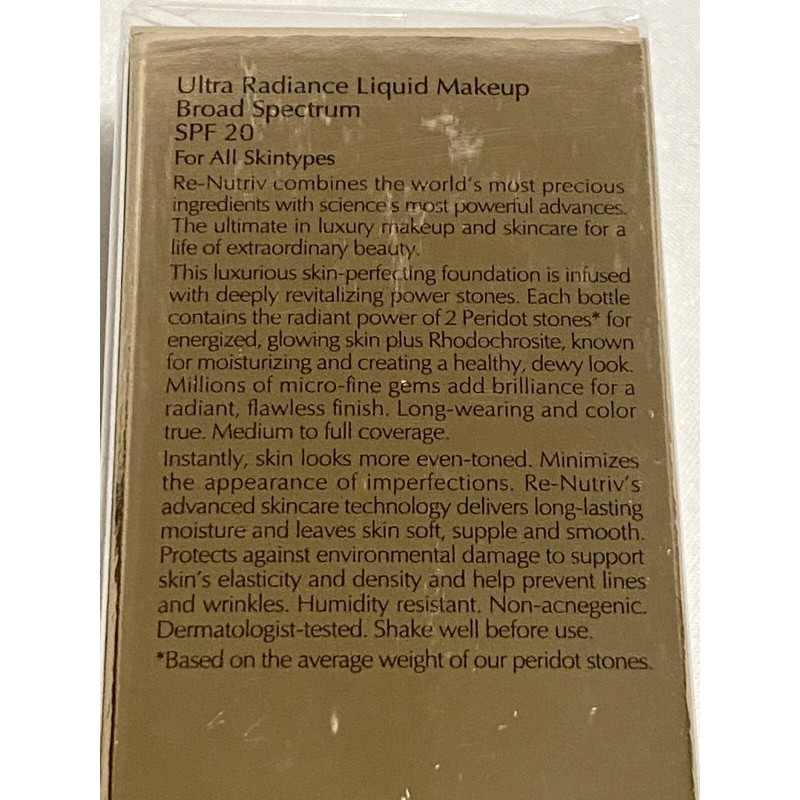 Ultra Radiance Liquid Makeup
Broad Spectrum
SPF 20
For All Skintypes
Re-Nutriv combines the world's most precious
ingredients with science's most powerful advances.
The ultimate in luxury makeup and skincare for a
life of extraordinary beauty.
This luxurious skin-perfecting foundation is infused
with deeply revitalizing power stones. Each bottle
contains the radiant power of 2 Peridot stones* for
energized, glowing skin plus Rhodochrosite, known
for moisturizing and creating a healthy, dewy look.
Millions of micro-fine gems add brilliance for a
radiant, flawless finish. Long-wearing and color
true. Medium to full coverage.
Instantly, skin looks more even-toned. Minimizes
the appearance of imperfections. Re-Nutriv's
advanced skincare technology delivers long-lasting
moisture and leaves skin soft, supple and smooth.
Protects against environmental damage to support
skin's elasticity and density and help prevent lines
and wrinkles. Humidity resistant. Non-acnegenic.
Dermatologist-tested. Shake well before use.
*Based on the average weight of our peridot stones.